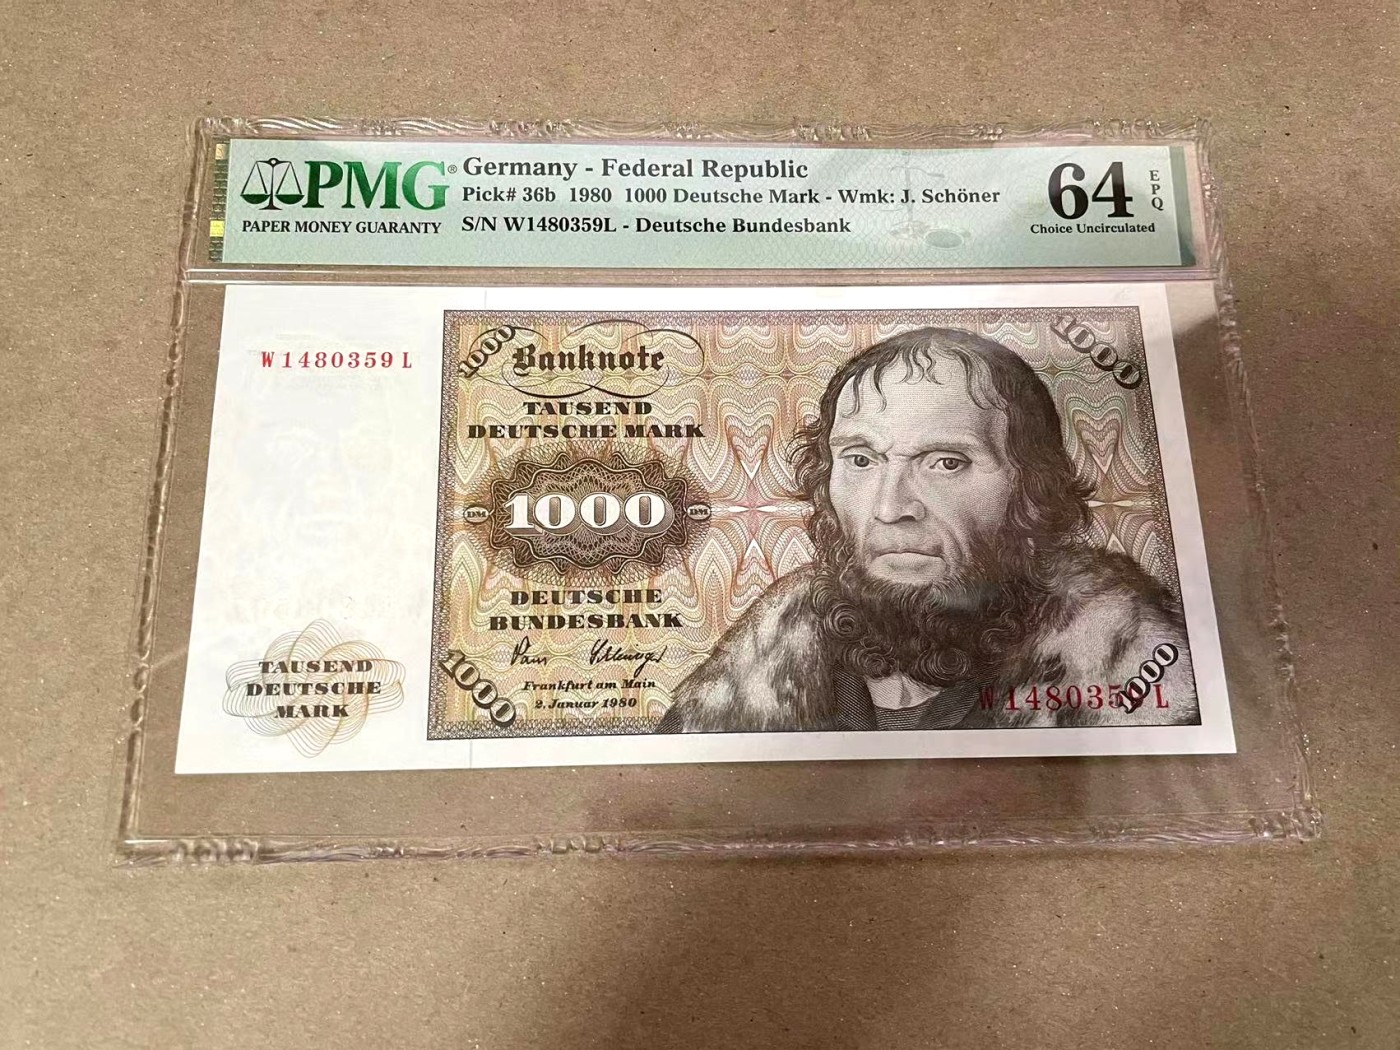 PMG®
PAPER MONEY GUARANTY
Germany - Federal Republic
Pick# 36b 1980 1000 Deutsche Mark - Wmk: J. Schöner
S/N W1480359L - Deutsche Bundesbank
64
EPQ
Choice Uncirculated
W1480359L
TAUSEND
DEUTSCHE
MARK
1000
Banknote
1000
TAUSEND
DEUTSCHE MARK
DM 1000 DM
DEUTSCHE
BUNDESBANK
Frankfurt am Main
2. Januar 1980
1000
1000
W1480359L